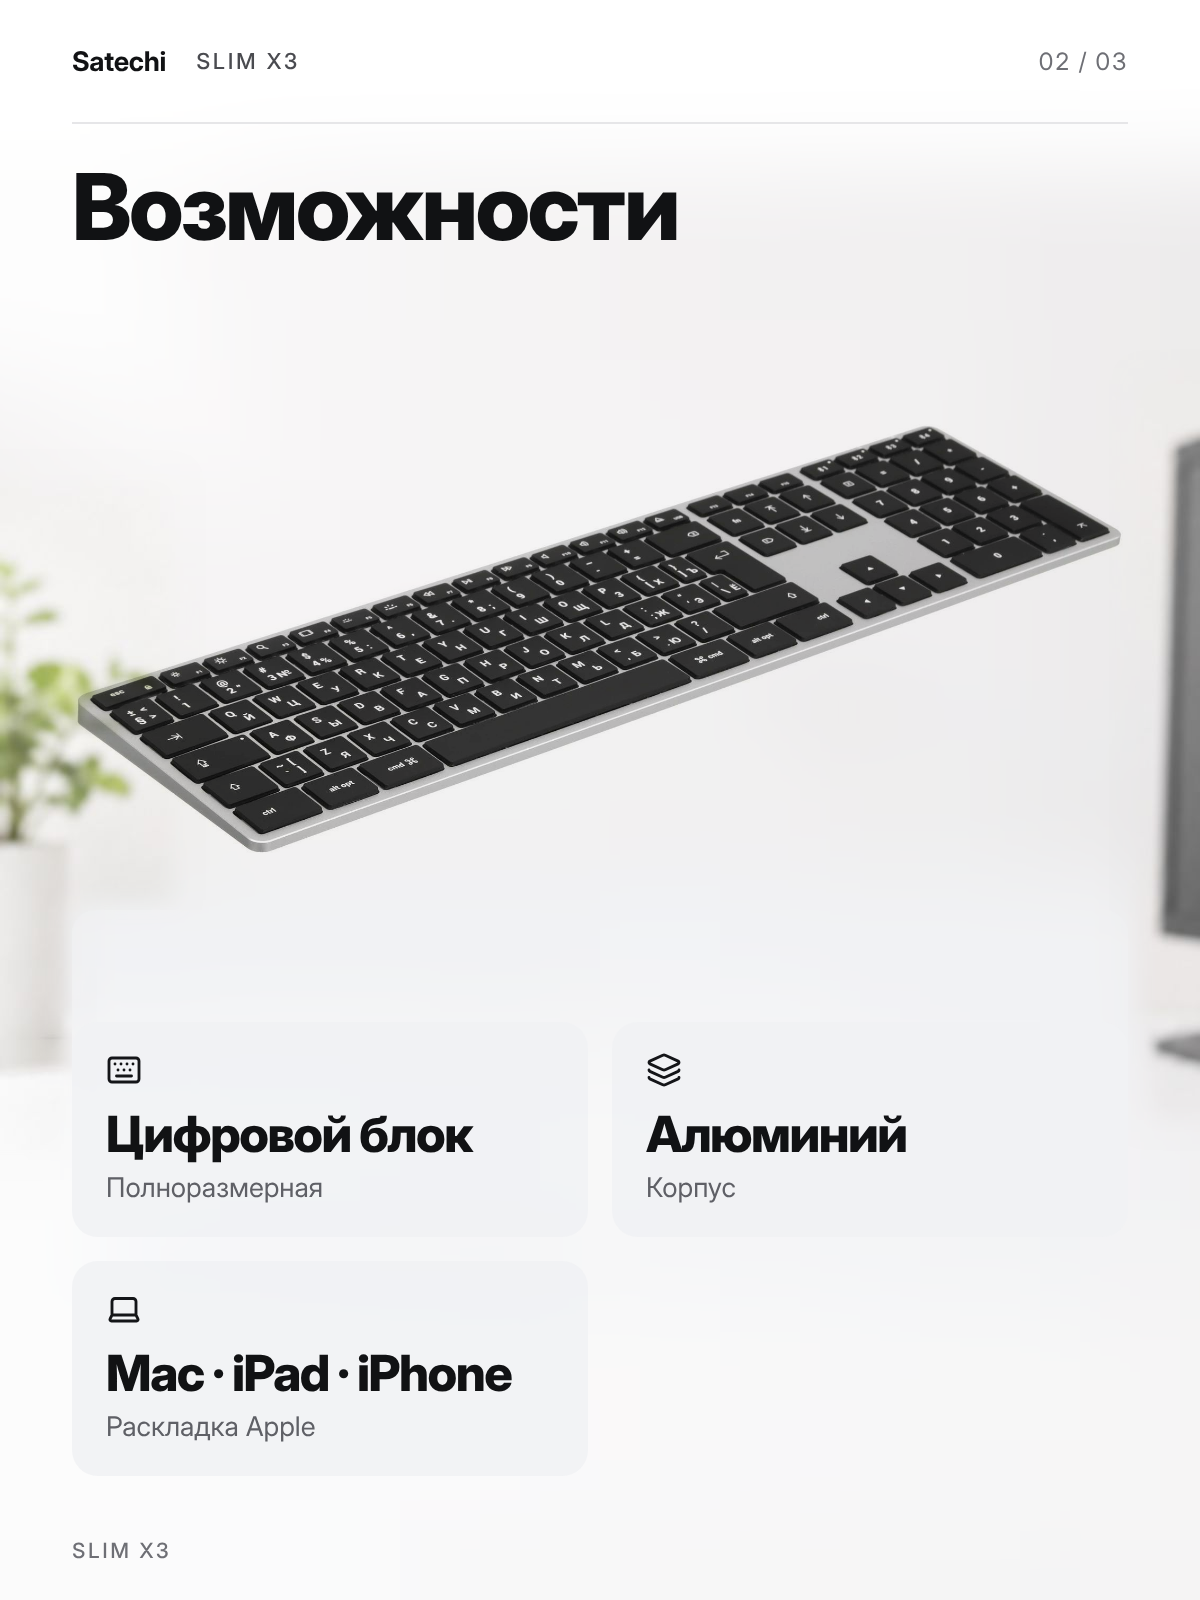 Satechi SLIM X3 02 / 03
Возможности
Цифровой блок
Полноразмерная
Алюминий
Корпус
Mac · iPad · iPhone
Раскладка Apple
SLIM X3